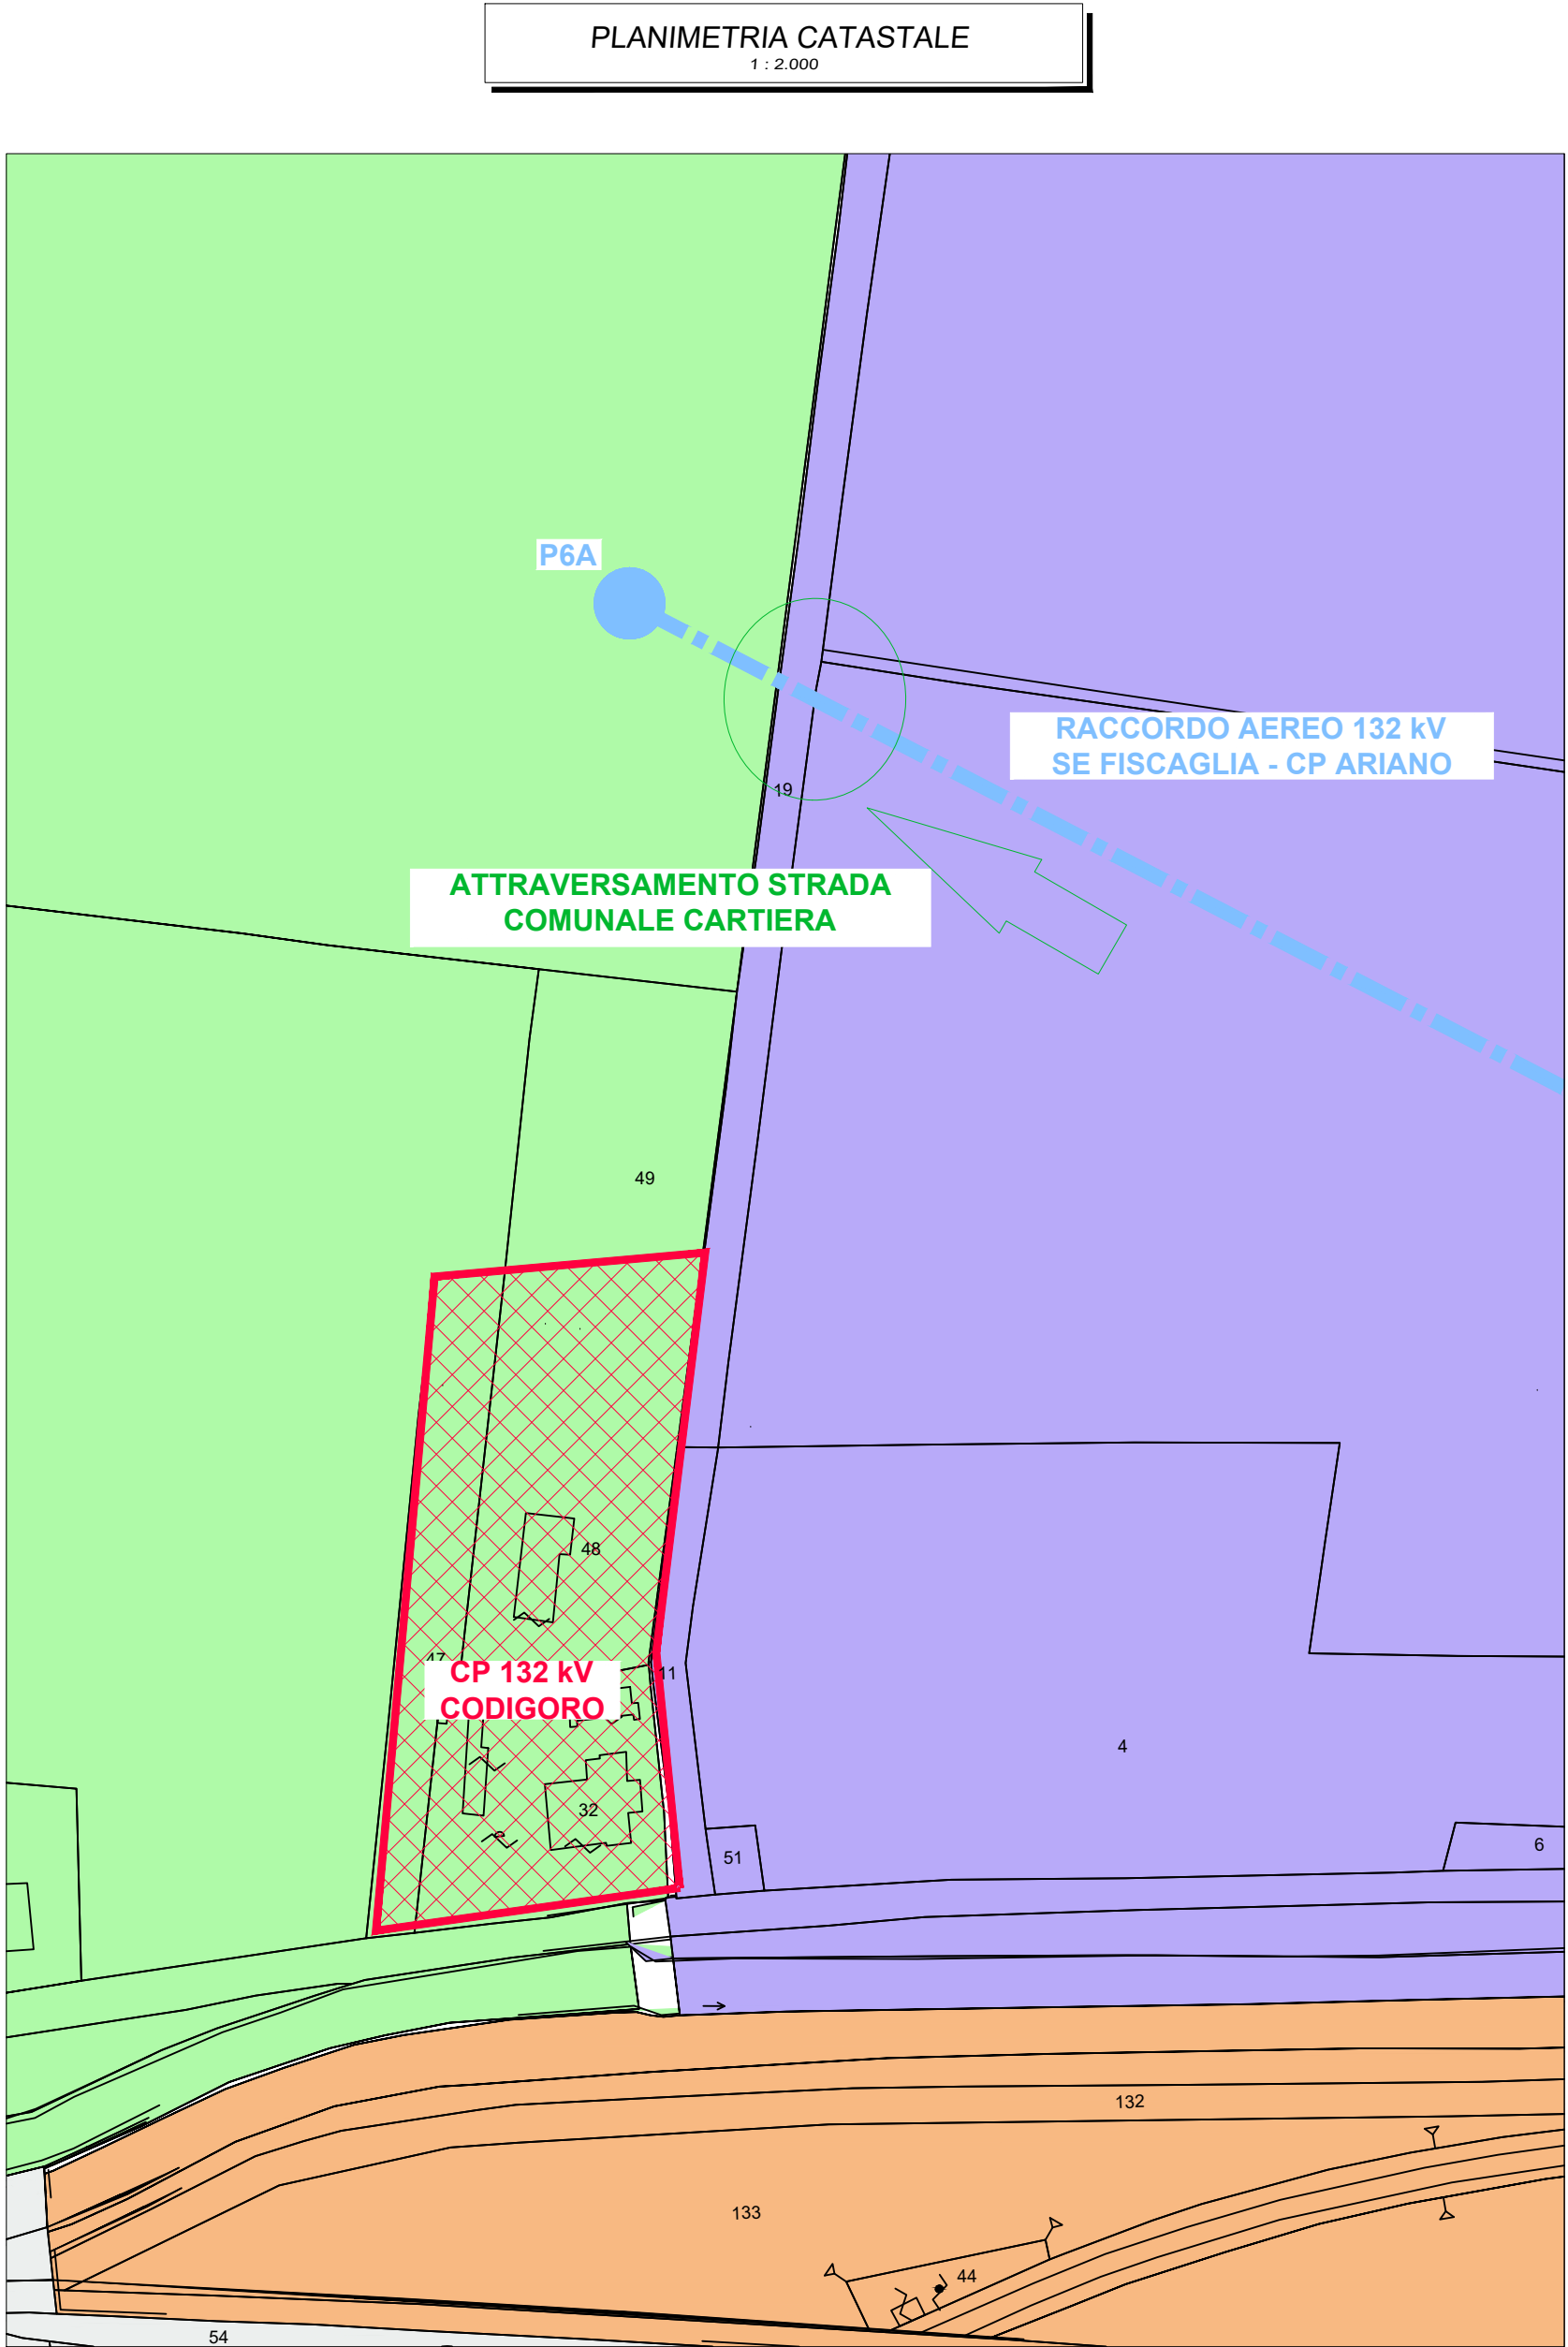 PLANIMETRIA CATASTALE
1 : 2.000
P6A
RACCORDO AEREO 132 kV
SE FISCAGLIA - CP ARIANO
19
ATTRAVERSAMENTO STRADA
COMUNALE CARTIERA
49
48
47
CP 132 kV
CODIGORO
11
4
32
51
6
132
133
44
54